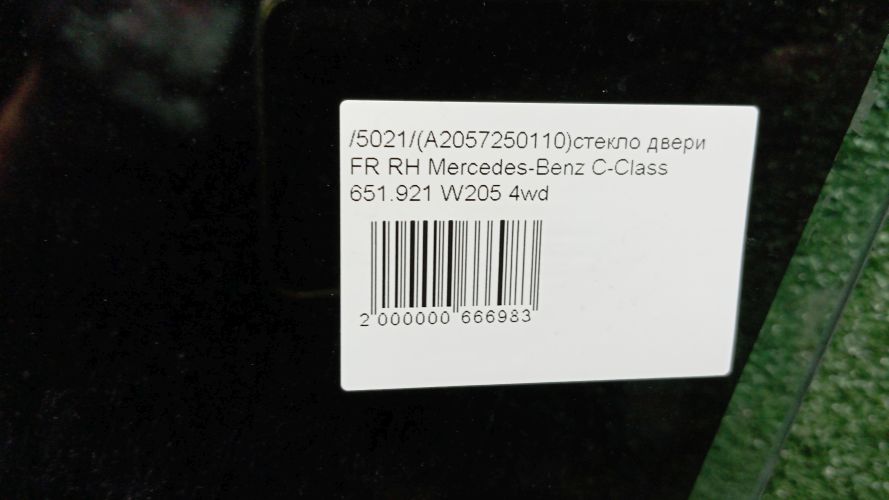 /5021/(A2057250110)стекло двери
FR RH Mercedes-Benz C-Class
651.921 W205 4wd
2 000000 666983